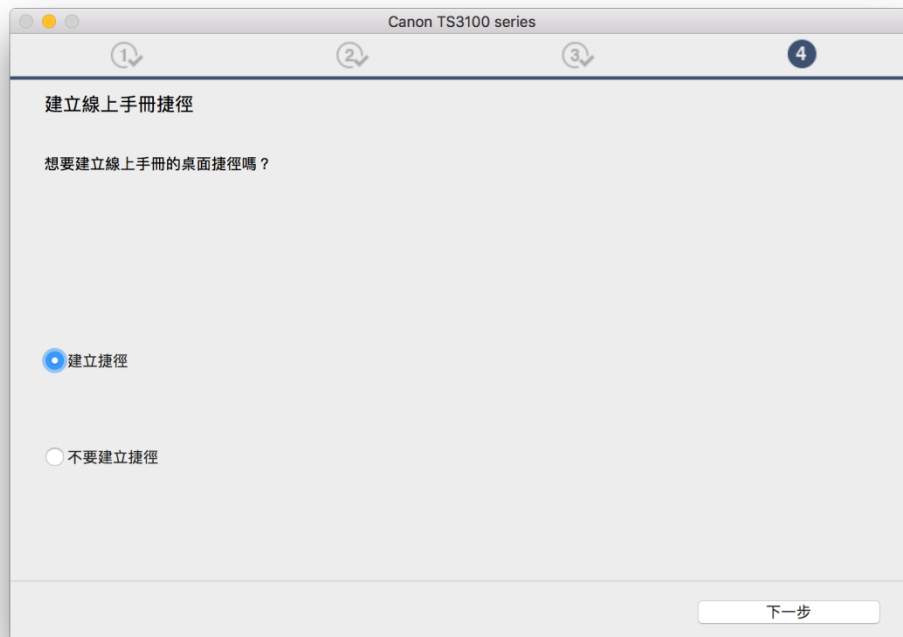 Canon TS3100 series
1 2 3 4
建立線上手冊捷徑
想要建立線上手冊的桌面捷徑嗎？
建立捷徑
不要建立捷徑
下一步